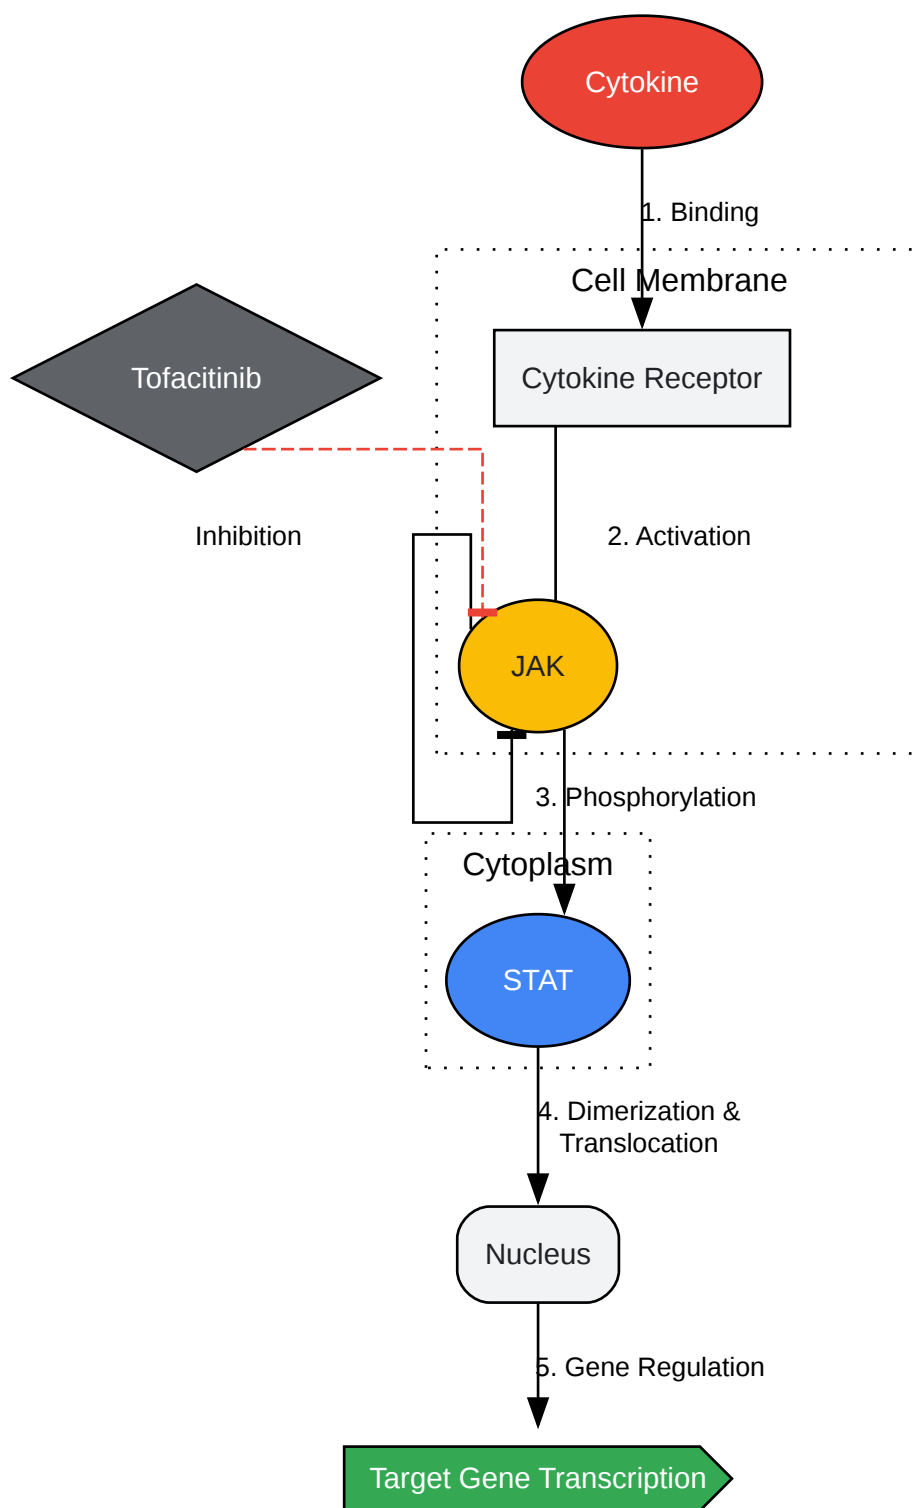 Cytokine
1. Binding
Cell Membrane
Tofacitinib
Cytokine Receptor
Inhibition
2. Activation
JAK
3. Phosphorylation
Cytoplasm
STAT
4. Dimerization &
Translocation
Nucleus
5. Gene Regulation
Target Gene Transcription